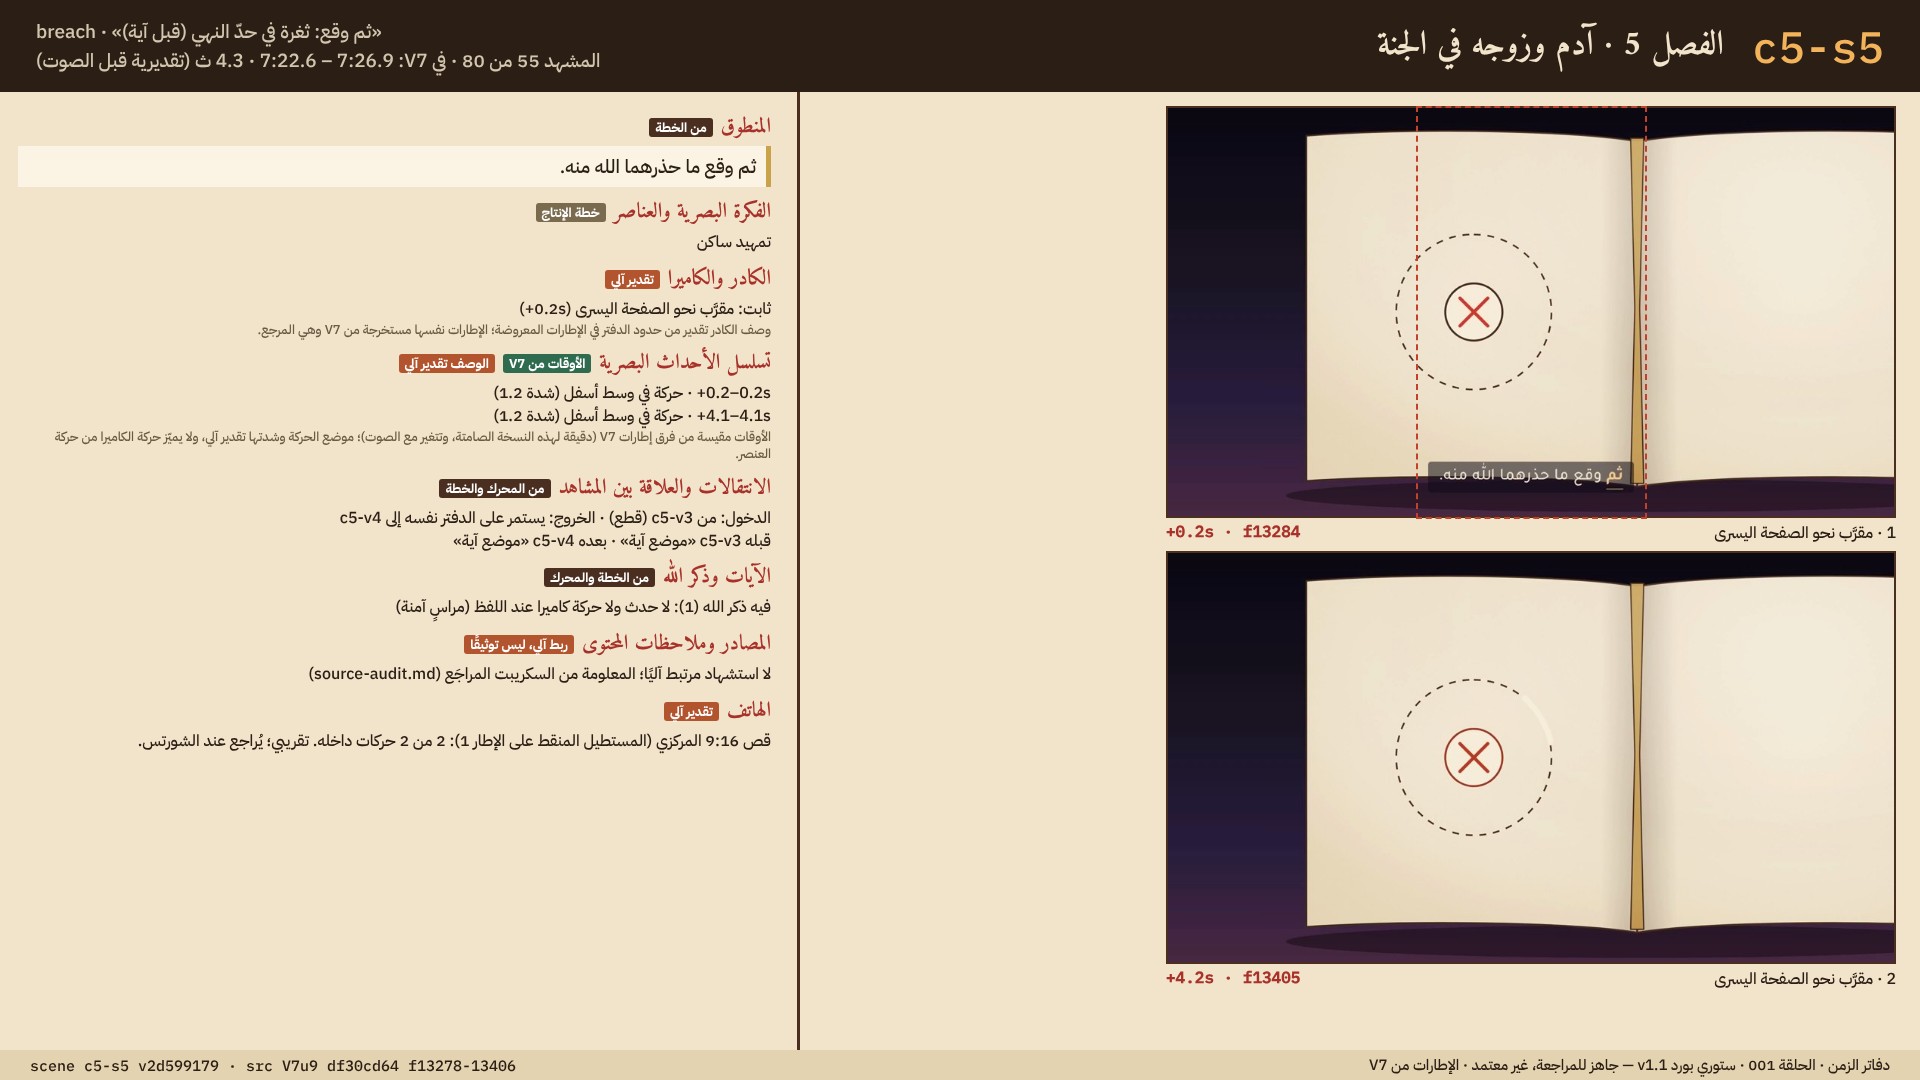 c5-s5 الفصل 5 · آدم وزوجه في الجنة
«ثم وقع: ثغرة في حدّ النهي (قبل آية)» · breach
المشهد 55 من 80 · في V7: 7:22.6 – 7:26.9 · 4.3 ث (تقديرية قبل الصوت)
ثم وقع ما حذرهما الله منه.
1 · مقرَّب نحو الصفحة اليسرى
+0.2s · f13284
2 · مقرَّب نحو الصفحة اليسرى
+4.2s · f13405
المنطوق من الخطة
ثم وقع ما حذرهما الله منه.
الفكرة البصرية والعناصر خطة الإنتاج
تمهيد ساكن
الكادر والكاميرا تقدير آلي
ثابت: مقرَّب نحو الصفحة اليسرى (+0.2s)
وصف الكادر تقدير من حدود الدفتر في الإطارات المعروضة؛ الإطارات نفسها مستخرجة من V7 وهي المرجع.
تسلسل الأحداث البصرية الأوقات من V7 الوصف تقدير آلي
+0.2–0.2s · حركة في وسط أسفل (شدة 1.2)
+4.1–4.1s · حركة في وسط أسفل (شدة 1.2)
الأوقات مقيسة من فرق إطارات V7 (دقيقة لهذه النسخة الصامتة، وتتغير مع الصوت)؛ موضع الحركة وشدتها تقدير آلي، ولا يميّز حركة الكاميرا من حركة
العنصر.
الانتقالات والعلاقة بين المشاهد من المحرك والخطة
الدخول: من c5-v3 (قطع) · الخروج: يستمر على الدفتر نفسه إلى c5-v4
قبله c5-v3 «موضع آية» · بعده c5-v4 «موضع آية»
الآيات وذكر الله من الخطة والمحرك
فيه ذكر الله (1): لا حدث ولا حركة كاميرا عند اللفظ (مراسٍ آمنة)
المصادر وملاحظات المحتوى ربط آلي، ليس توثيقًا
لا استشهاد مرتبط آليًا؛ المعلومة من السكريبت المراجَع (source-audit.md)
الهاتف تقدير آلي
قص 9:16 المركزي (المستطيل المنقط على الإطار 1): 2 من 2 حركات داخله. تقريبي؛ يُراجع عند الشورتس.
دفاتر الزمن · الحلقة 001 · ستوري بورد v1.1 — جاهز للمراجعة، غير معتمد · الإطارات من V7
scene c5-s5 v2d599179 · src V7u9 df30cd64 f13278-13406